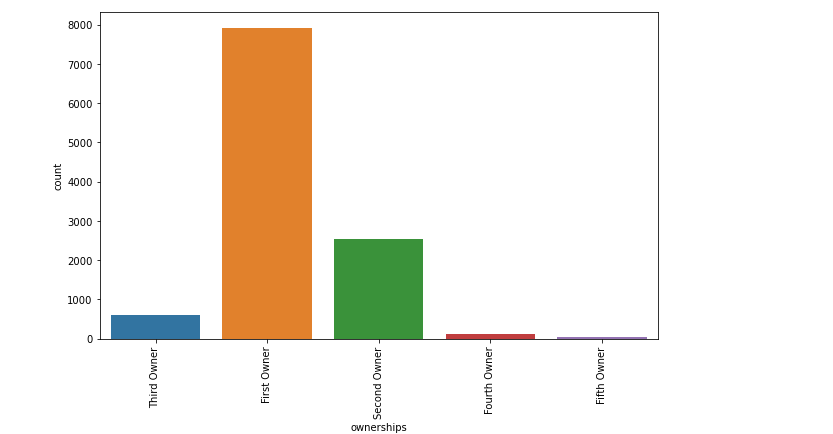 8000
7000
6000
5000
4000
3000
2000
1000
0
count
Third Owner
First Owner
Second Owner
Fourth Owner
Fifth Owner
ownerships